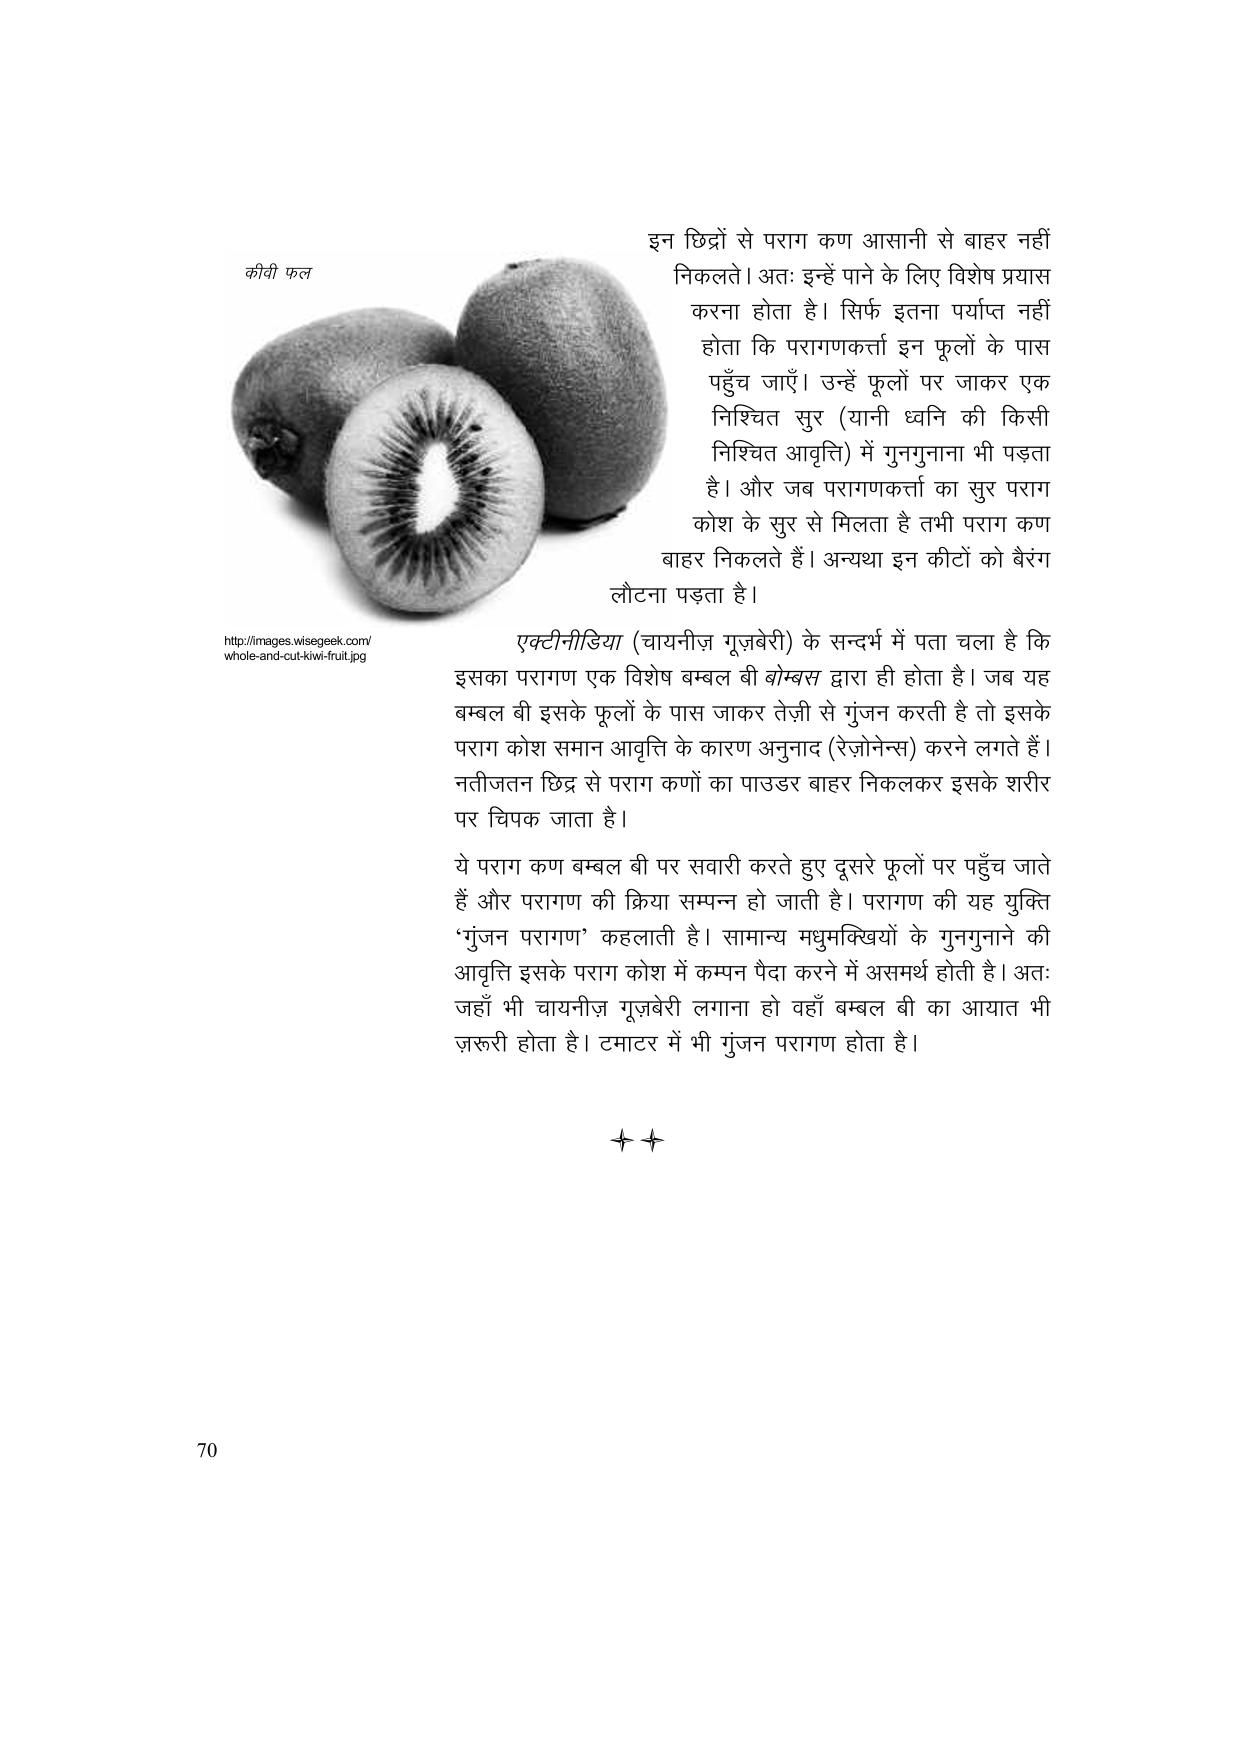 कीवी फल
इन छिद्रों से पराग कण आसानी से बाहर नहीं
निकलते। अतः इन्हें पाने के लिए विशेष प्रयास
करना होता है। सिर्फ इतना पर्याप्त नहीं
होता कि परागणकर्त्ता इन फूलों के पास
पहुँच जाएँ। उन्हें फूलों पर जाकर एक
निश्चित सुर (यानी ध्वनि की किसी
निश्चित आवृत्ति) में गुनगुनाना भी पड़ता
है। और जब परागणकर्त्ता का सुर पराग
कोश के सुर से मिलता है तभी पराग कण
बाहर निकलते हैं। अन्यथा इन कीटों को बैरंग
लौटना पड़ता है।
http://images.wisegeek.com/
whole-and-cut-kiwi-fruit.jpg
एक्टीनीडिया (चायनीज़ गूज़बेरी) के सन्दर्भ में पता चला है कि
इसका परागण एक विशेष बम्बल बी बोम्बस द्वारा ही होता है। जब यह
बम्बल बी इसके फूलों के पास जाकर तेज़ी से गुंजन करती है तो इसके
पराग कोश समान आवृत्ति के कारण अनुनाद (रेज़ोनेन्स) करने लगते हैं।
नतीजतन छिद्र से पराग कणों का पाउडर बाहर निकलकर इसके शरीर
पर चिपक जाता है।
ये पराग कण बम्बल बी पर सवारी करते हुए दूसरे फूलों पर पहुँच जाते
हैं और परागण की क्रिया सम्पन्न हो जाती है। परागण की यह युक्ति
‘गुंजन परागण’ कहलाती है। सामान्य मधुमक्खियों के गुनगुनाने की
आवृत्ति इसके पराग कोश में कम्पन पैदा करने में असमर्थ होती है। अतः
जहाँ भी चायनीज़ गूज़बेरी लगाना हो वहाँ बम्बल बी का आयात भी
ज़रूरी होता है। टमाटर में भी गुंजन परागण होता है।
70